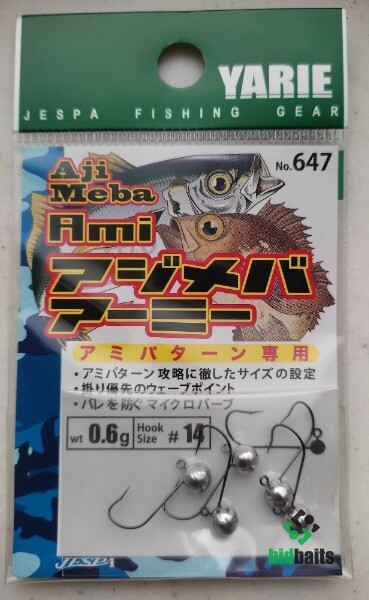 YARIE
JESPA FISHING GEAR
No.647
Aji
Meba
Ami
アジメバ
アーミー
アミパターン専用
・アミパターン攻略に徹したサイズの設定
・掛り優先のウェーブポイント
・バレを防ぐマイクロバーブ
wt 0.6g Hook Size #14
JESPA
bidbaits